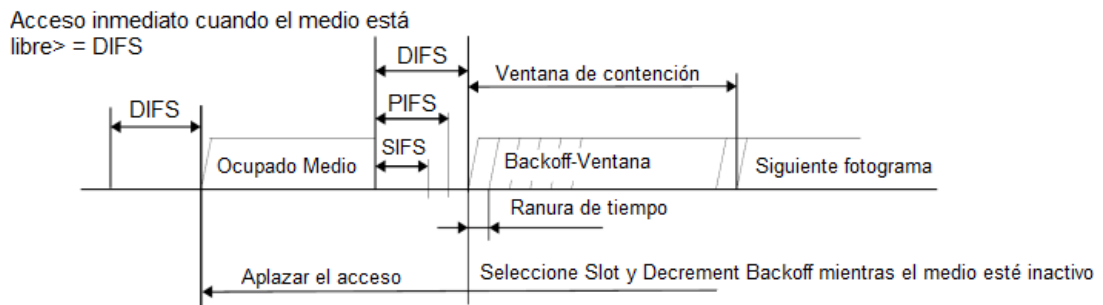 Acceso inmediato cuando el medio está
libre> = DIFS
DIFS
Ventana de contención
DIFS
PIFS
SIFS
Ocupado Medio
Backoff-Ventana
Siguiente fotograma
Ranura de tiempo
Aplazar el acceso
Seleccione Slot y Decrement Backoff mientras el medio esté inactivo